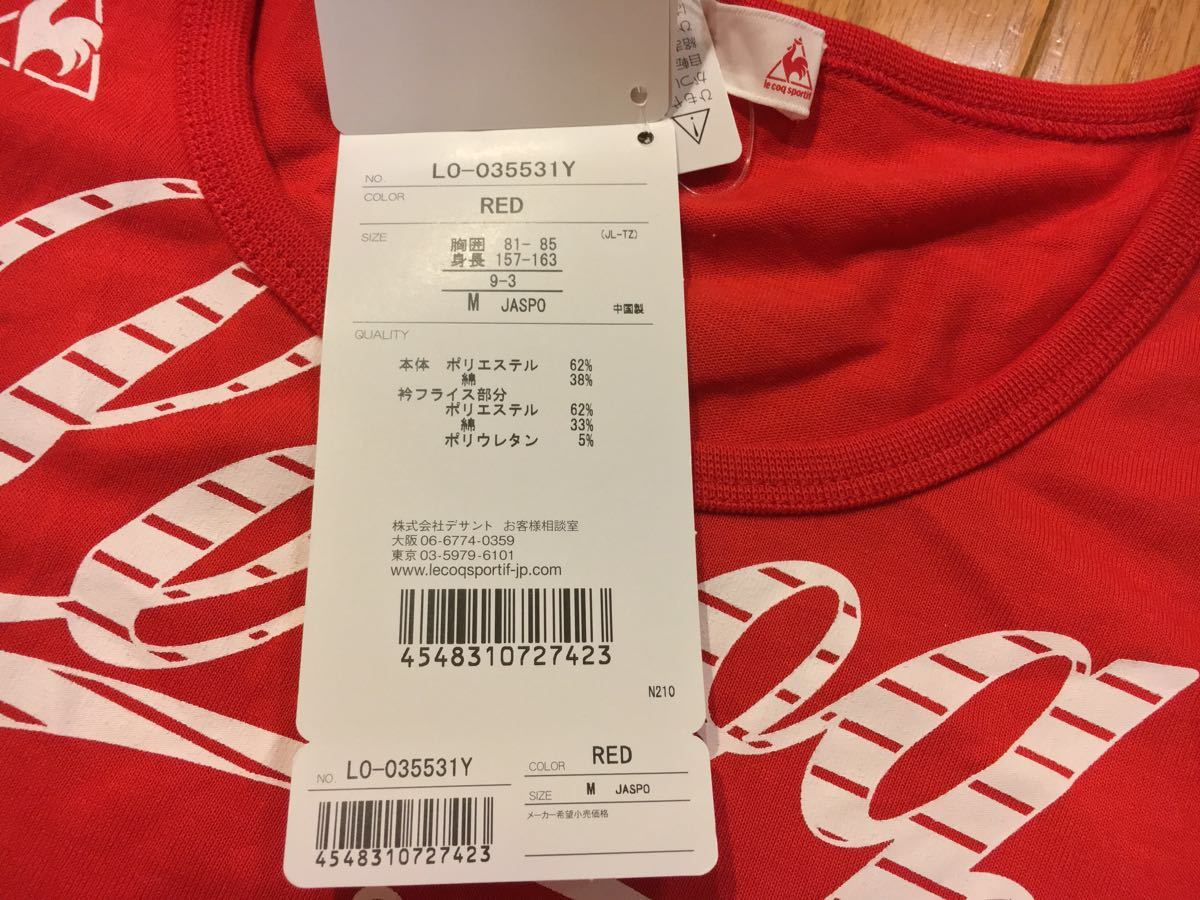 le coq sportif
NO. LO-035531Y
COLOR RED
SIZE (JL-TZ)
胸囲 81- 85
身長 157-163
9-3
M JASPO 中国製
QUALITY
本体 ポリエステル 62%
綿 38%
衿フライス部分
ポリエステル 62%
綿 33%
ポリウレタン 5%
株式会社デサント お客様相談室
大阪 06-6774-0359
東京 03-5979-6101
www.lecoqsportif-jp.com
4548310727423
N210
NO. LO-035531Y
4548310727423
COLOR RED
SIZE M JASPO
メーカー希望小売価格